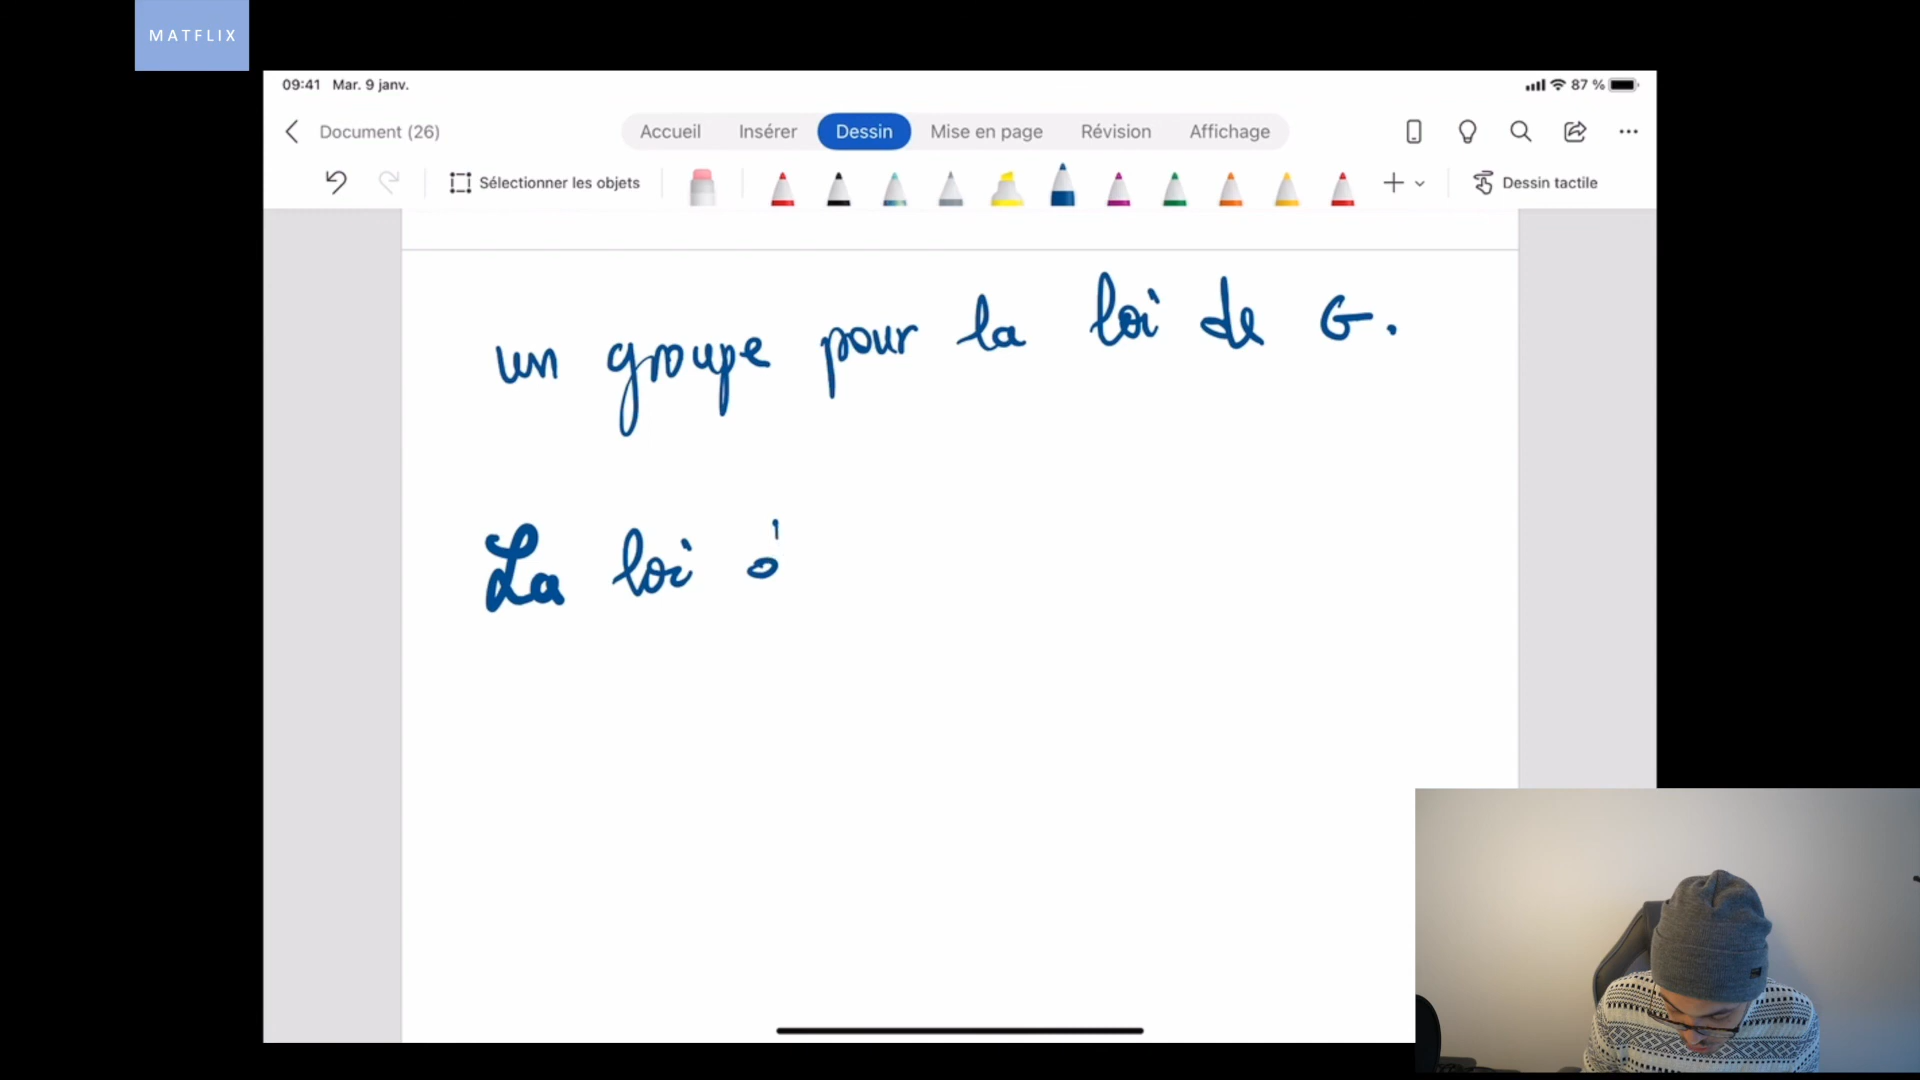 MATFLIX
09:41 Mar. 9 janv.
87 %
Document (26)
Accueil Insérer Dessin Mise en page Révision Affichage
Sélectionner les objets
Dessin tactile
un groupe pour la loi de G.
La loi